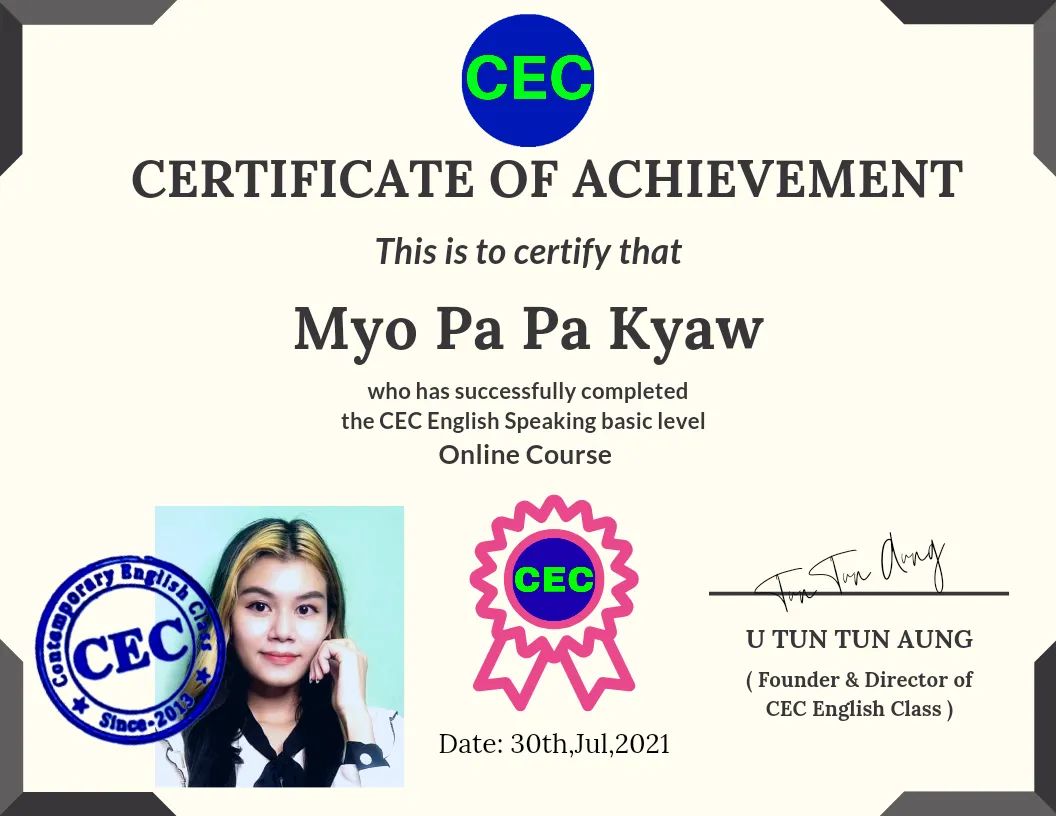 CEC
CERTIFICATE OF ACHIEVEMENT
This is to certify that
Myo Pa Pa Kyaw
who has successfully completed
the CEC English Speaking basic level
Online Course
Contemporary English Class
CEC
Since-2013
CEC
Date: 30th,Jul,2021
Tun Tun Aung
U TUN TUN AUNG
( Founder & Director of
CEC English Class )